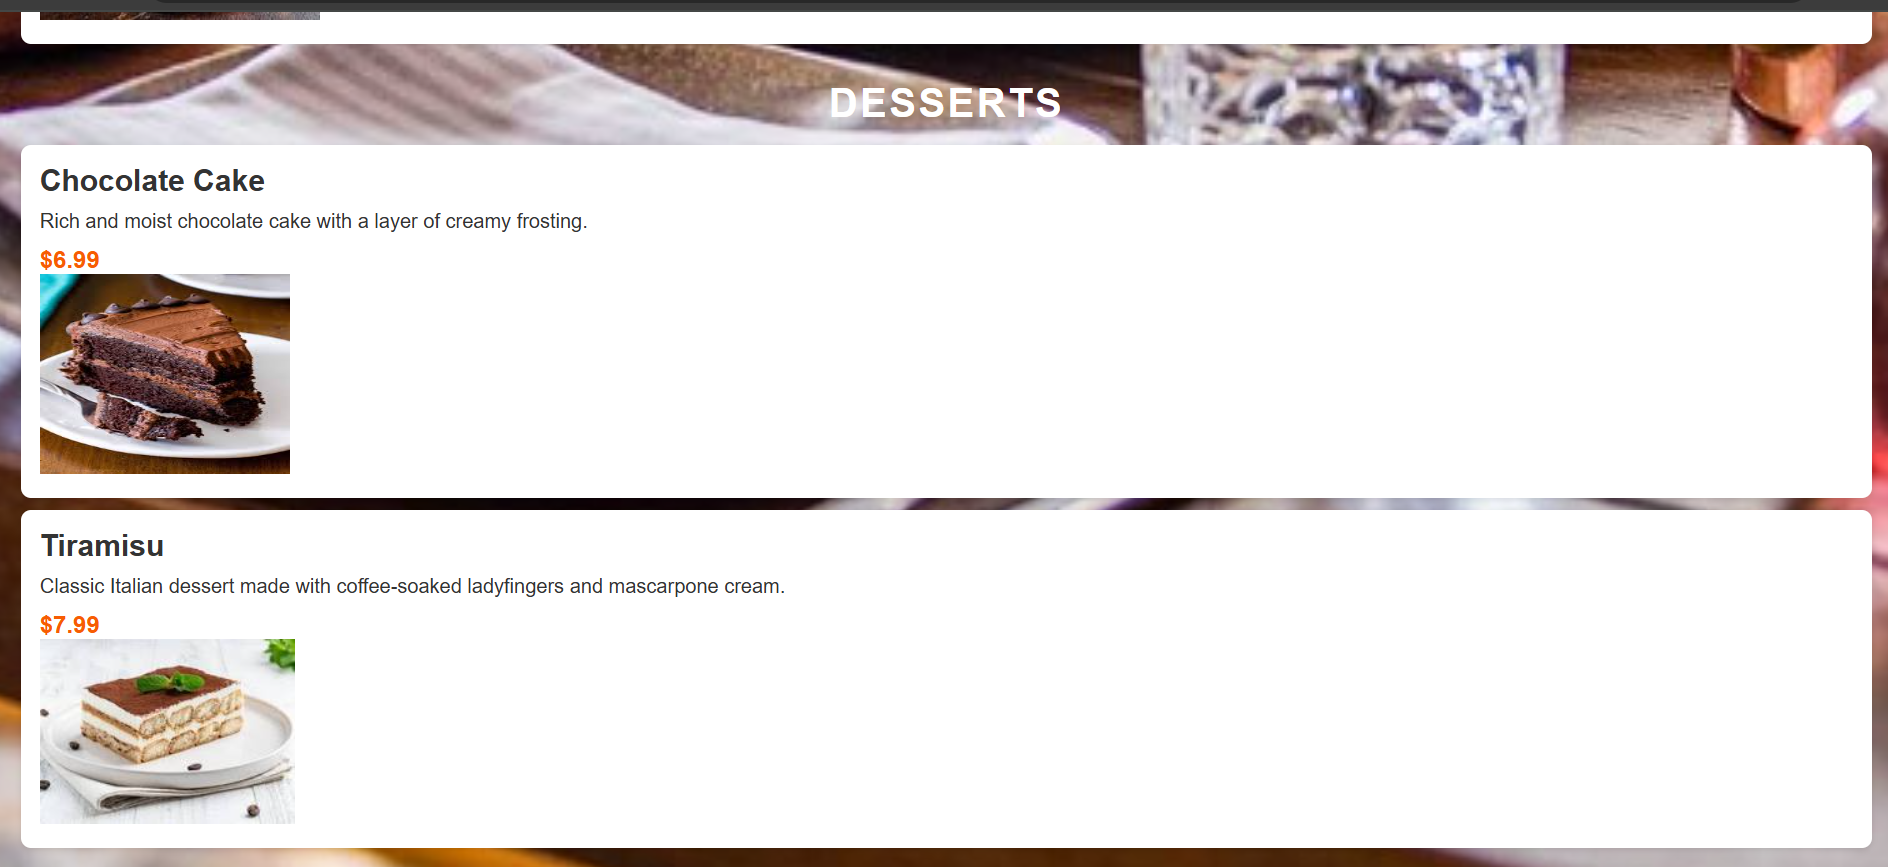 DESSERTS
Chocolate Cake
Rich and moist chocolate cake with a layer of creamy frosting.
$6.99
Tiramisu
Classic Italian dessert made with coffee-soaked ladyfingers and mascarpone cream.
$7.99